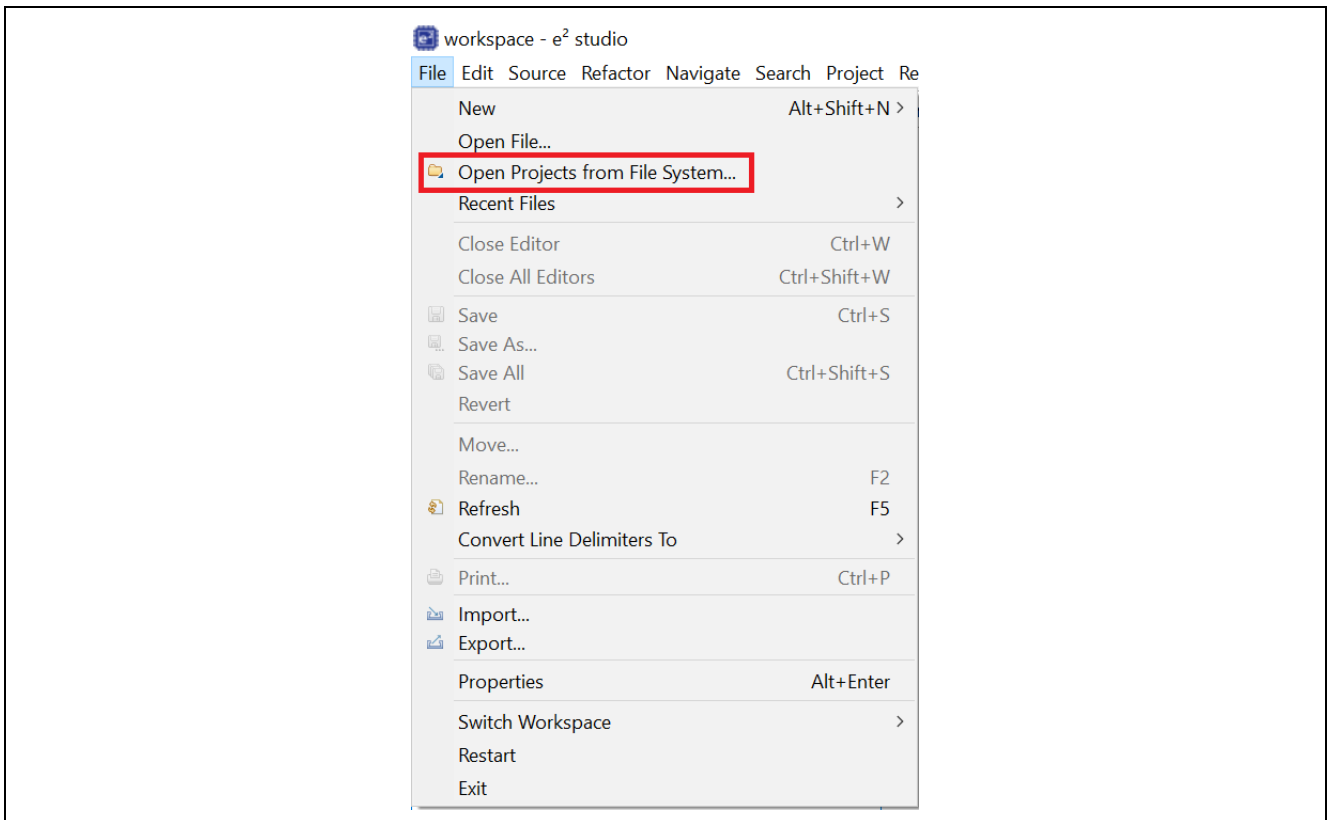 workspace - e² studio
File Edit Source Refactor Navigate Search Project Re
New Alt+Shift+N >
Open File...
Open Projects from File System...
Recent Files >
Close Editor Ctrl+W
Close All Editors Ctrl+Shift+W
Save Ctrl+S
Save As...
Save All Ctrl+Shift+S
Revert
Move...
Rename... F2
Refresh F5
Convert Line Delimiters To >
Print... Ctrl+P
Import...
Export...
Properties Alt+Enter
Switch Workspace >
Restart
Exit